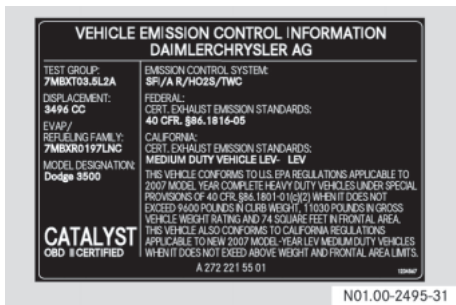 VEHICLE EMISSION CONTROL INFORMATION
DAIMLERCHRYSLER AG
TEST GROUP:
7MBXT03.5L2A
DISPLACEMENT:
3496 CC
EVAP/
REFUELING FAMILY:
7MBXR0197LNC
MODEL DESIGNATION:
Dodge 3500
CATALYST
OBD II CERTIFIED
EMISSION CONTROL SYSTEM:
SFI/A R/HO2S/TWC
FEDERAL:
CERT. EXHAUST EMISSION STANDARDS:
40 CFR. §86.1816-05
CALIFORNIA:
CERT. EXHAUST EMISSION STANDARDS:
MEDIUM DUTY VEHICLE LEV- LEV
THIS VEHICLE CONFORMS TO U.S. EPA REGULATIONS APPLICABLE TO
2007 MODEL YEAR COMPLETE HEAVY DUTY VEHICLES UNDER SPECIAL
PROVISIONS OF 40 CFR. §86.1801-01(c)(2) WHEN IT DOES NOT
EXCEED 9600 POUNDS IN CURB WEIGHT, 11030 POUNDS IN GROSS
VEHICLE WEIGHT RATING AND 74 SQUARE FEET IN FRONTAL AREA.
THIS VEHICLE ALSO CONFORMS TO CALIFORNIA REGULATIONS
APPLICABLE TO NEW 2007 MODEL-YEAR LEV MEDIUM DUTY VEHICLES
WHEN IT DOES NOT EXEED ABOVE WEIGHT AND FRONTAL AREA LIMITS.
A 272 221 55 01
N01.00-2495-31